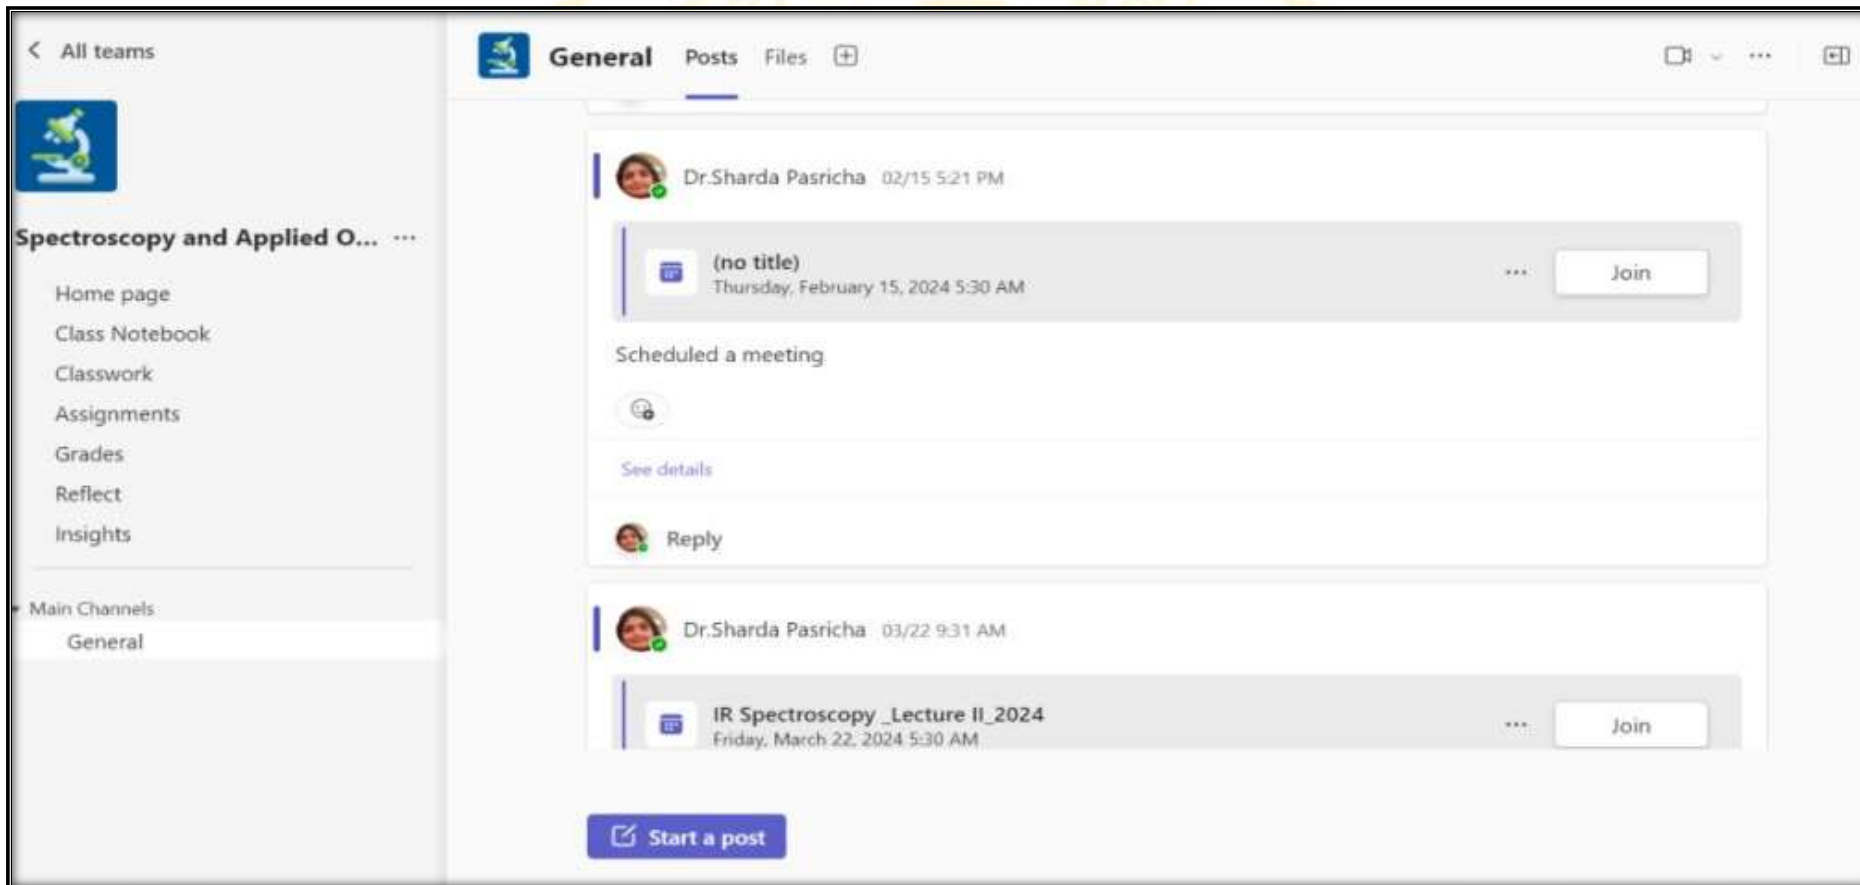 All teams
Spectroscopy and Applied O... ...
Home page
Class Notebook
Classwork
Assignments
Grades
Reflect
Insights
Main Channels
General
General Posts Files
Dr.Sharda Pasricha 02/15 5:21 PM
(no title)
Thursday, February 15, 2024 5:30 AM
Join
Scheduled a meeting
See details
Reply
Dr.Sharda Pasricha 03/22 9:31 AM
IR Spectroscopy _Lecture II_2024
Friday, March 22, 2024 5:30 AM
Join
Start a post